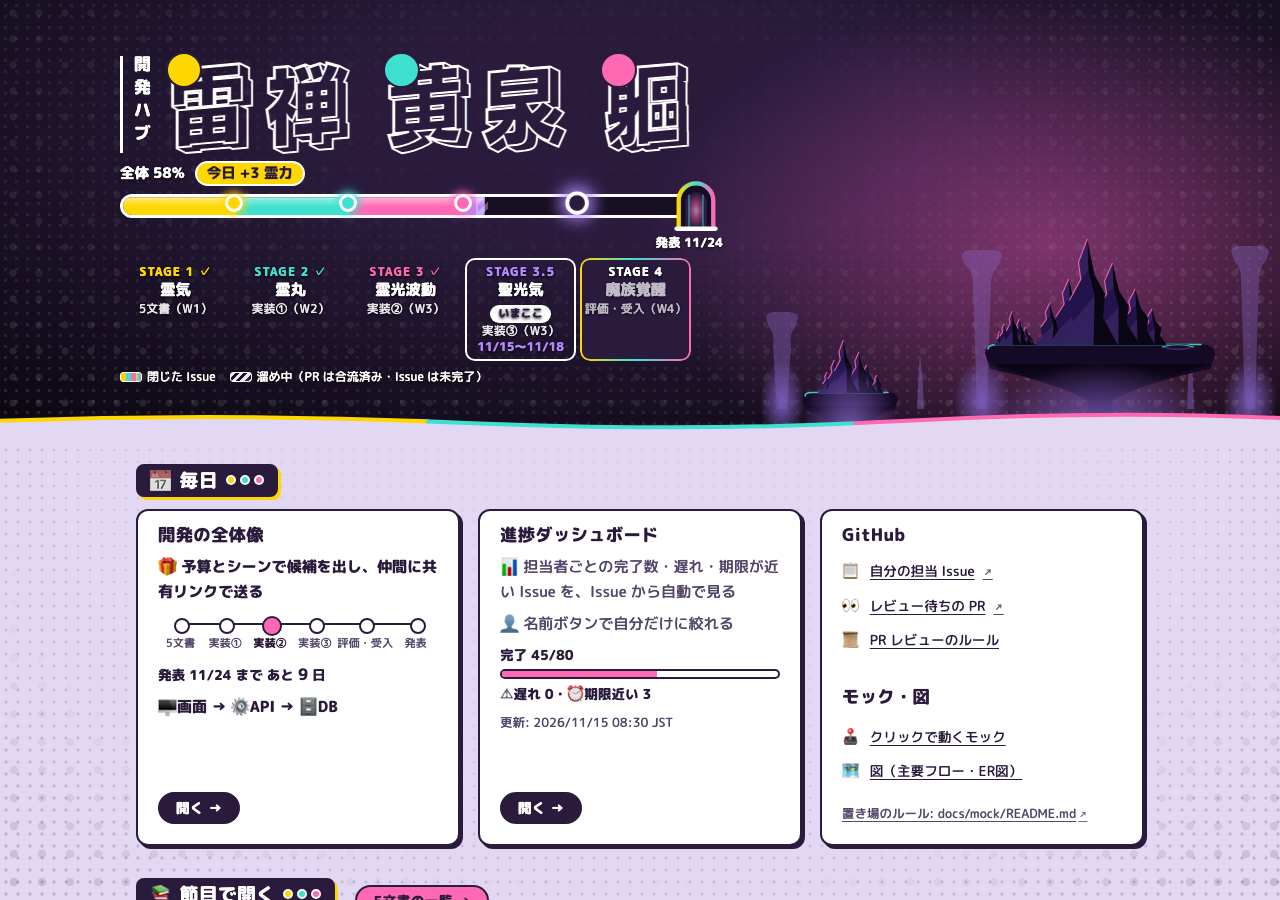 開発ハブ
雷禅 黄泉 軀
全体 58% 今日 +3 霊力
発表 11/24
STAGE 1 ✓
霊気
5文書（W1）
STAGE 2 ✓
霊丸
実装①（W2）
STAGE 3 ✓
霊光波動
実装②（W3）
STAGE 3.5
聖光気
いまここ
実装③（W3）
11/15〜11/18
STAGE 4
魔族覚醒
評価・受入（W4）
閉じた Issue 溜め中（PR は合流済み・Issue は未完了）
毎日
開発の全体像
予算とシーンで候補を出し、仲間に共
有リンクで送る
5文書 実装① 実装② 実装③ 評価・受入 発表
発表 11/24 まで あと 9 日
画面 → API → DB
開く →
進捗ダッシュボード
担当者ごとの完了数・遅れ・期限が近
い Issue を、Issue から自動で見る
名前ボタンで自分だけに絞れる
完了 45/80
⚠遅れ 0・⏰期限近い 3
更新: 2026/11/15 08:30 JST
開く →
GitHub
自分の担当 Issue ↗
レビュー待ちの PR ↗
PR レビューのルール
モック・図
クリックで動くモック
図（主要フロー・ER図）
置き場のルール: docs/mock/README.md ↗
節目で開く
5文書の一覧 →